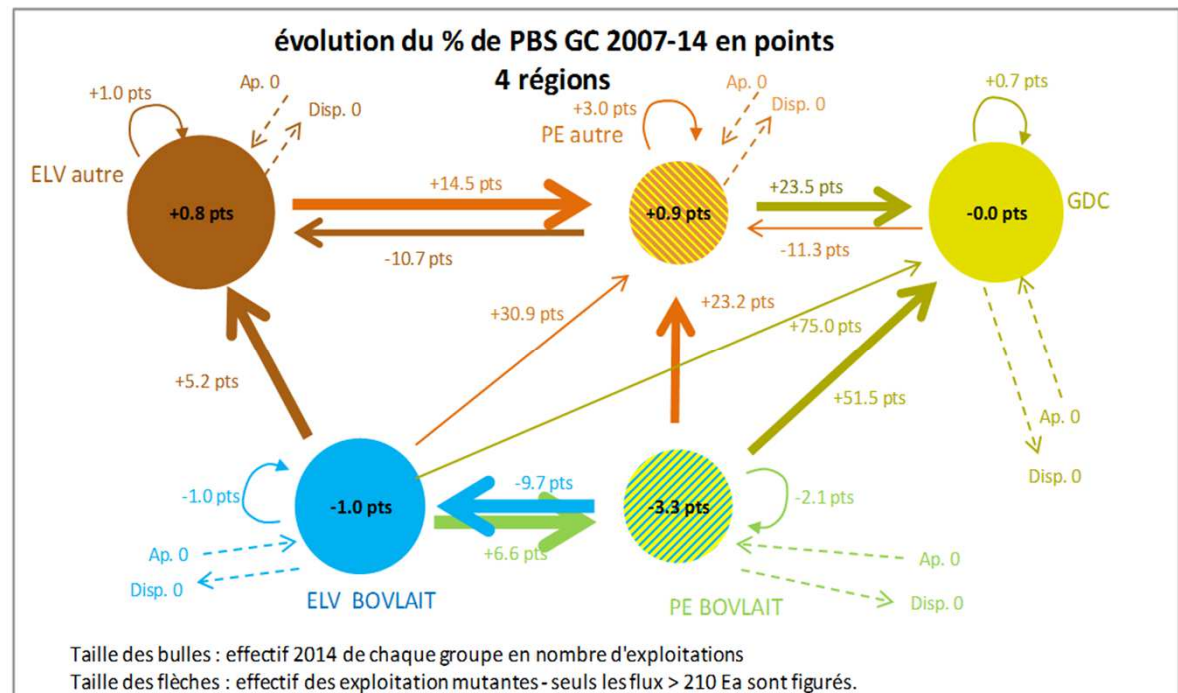 évolution du % de PBS GC 2007-14 en points
4 régions
+1.0 pts
Ap. 0
Disp. 0
ELV autre
+0.8 pts
+3.0 pts
PE autre
Ap. 0
Disp. 0
+0.9 pts
+0.7 pts
GDC
-0.0 pts
+14.5 pts
-10.7 pts
+23.5 pts
-11.3 pts
+30.9 pts
+23.2 pts
+75.0 pts
+5.2 pts
+51.5 pts
Ap. 0
Disp. 0
-1.0 pts
-1.0 pts
-9.7 pts
+6.6 pts
-3.3 pts
-2.1 pts
Ap. 0
Disp. 0
ELV BOVLAIT
PE BOVLAIT
Ap. 0
Disp. 0
Taille des bulles : effectif 2014 de chaque groupe en nombre d'exploitations
Taille des flèches : effectif des exploitation mutantes - seuls les flux > 210 Ea sont figurés.